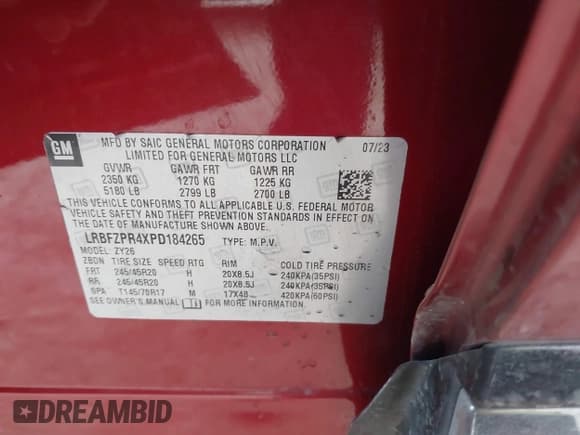 GM
MFD BY SAIC GENERAL MOTORS CORPORATION 07/23
LIMITED FOR GENERAL MOTORS LLC
GVWR GAWR FRT GAWR RR
2350 KG 1270 KG 1225 KG
5180 LB 2799 LB 2700 LB
THIS VEHICLE CONFORMS TO ALL APPLICABLE U.S. FEDERAL MOTOR
VEHICLE SAFETY AND THEFT PREVENTION STANDARDS IN EFFECT ON
THE DATE OF MANUFACTURE SHOWN ABOVE.
LRBFZPR4XPD184265 TYPE: M.P.V.
MODEL: ZY26
ZBDN TIRE SIZE SPEED RTG RIM COLD TIRE PRESSURE
FRT 245/45R20 H 20X8.5J 240KPA(35PSI)
RR 245/45R20 H 20X8.5J 240KPA(35PSI)
SPA T145/70R17 M 17X4B 420KPA(60PSI)
SEE OWNER'S MANUAL FOR MORE INFORMATION.
DREAMBID